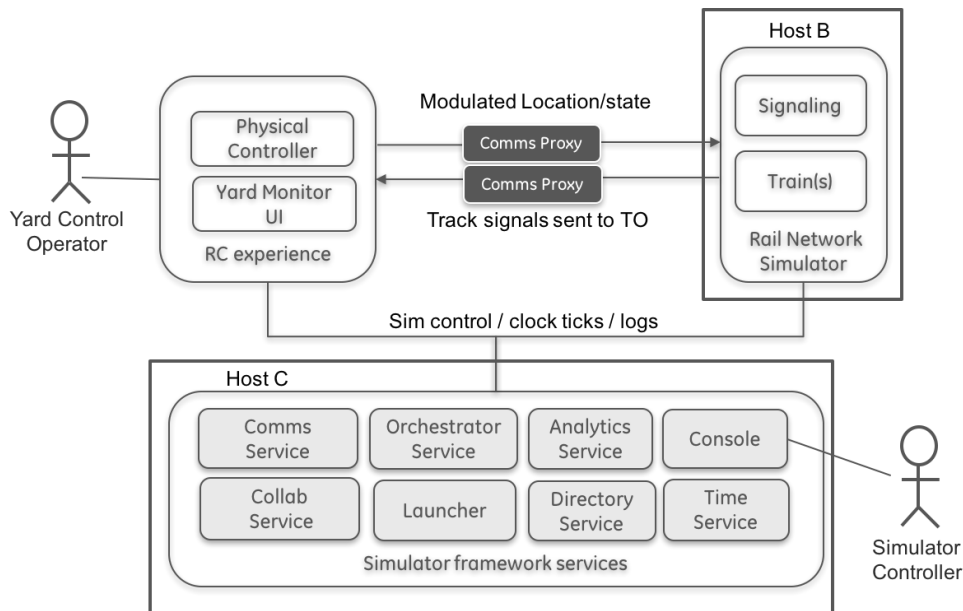 Host B
Modulated Location/state
Signaling
Physical
Controller
Comms Proxy
Comms Proxy
Train(s)
Yard Monitor
UI
Yard Control
Operator
Track signals sent to TO
RC experience
Rail Network
Simulator
Sim control / clock ticks / logs
Host C
Comms
Service
Orchestrator
Service
Analytics
Service
Console
Collab
Service
Launcher
Directory
Service
Time
Service
Simulator framework services
Simulator
Controller